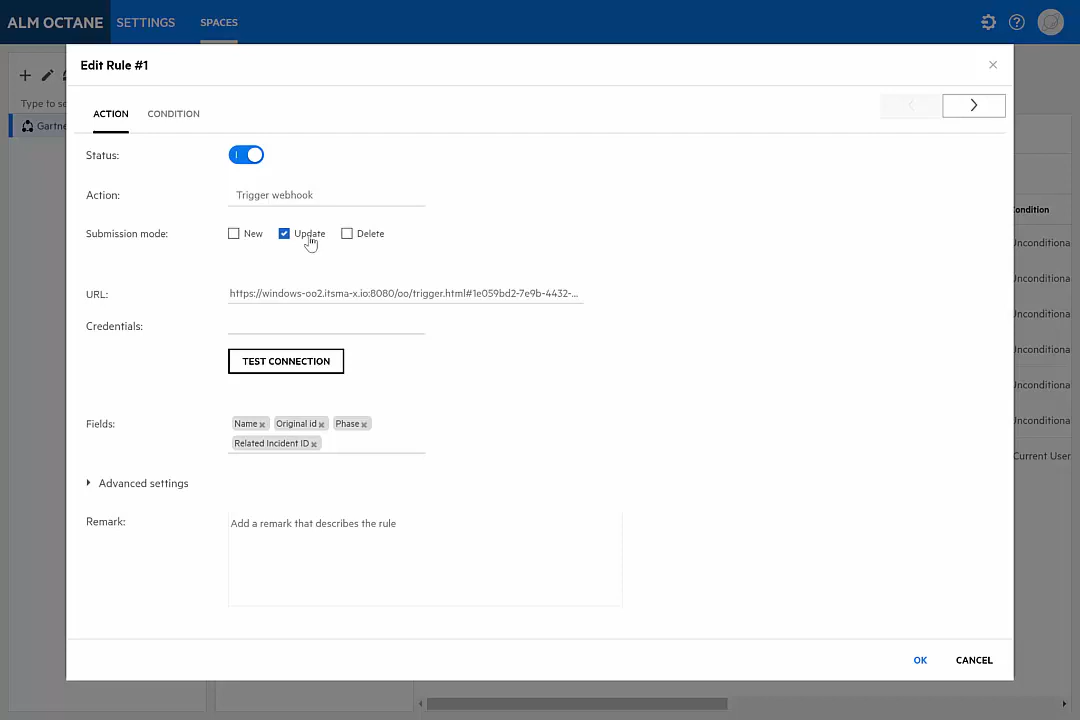 ALM OCTANE SETTINGS SPACES
Edit Rule #1
ACTION CONDITION
Type to se
Gartne
Status:
Action: Trigger webhook
Submission mode: New Update Delete
URL: https://windows-oo2.itsma-x.io:8080/oo/trigger.html#1e059bd2-7e9b-4432-...
Credentials:
TEST CONNECTION
Fields: Name Original id Phase
Related Incident ID
Advanced settings
Remark: Add a remark that describes the rule
OK CANCEL
Condition
Unconditiona
Unconditiona
Unconditiona
Unconditiona
Unconditiona
Unconditiona
Current User